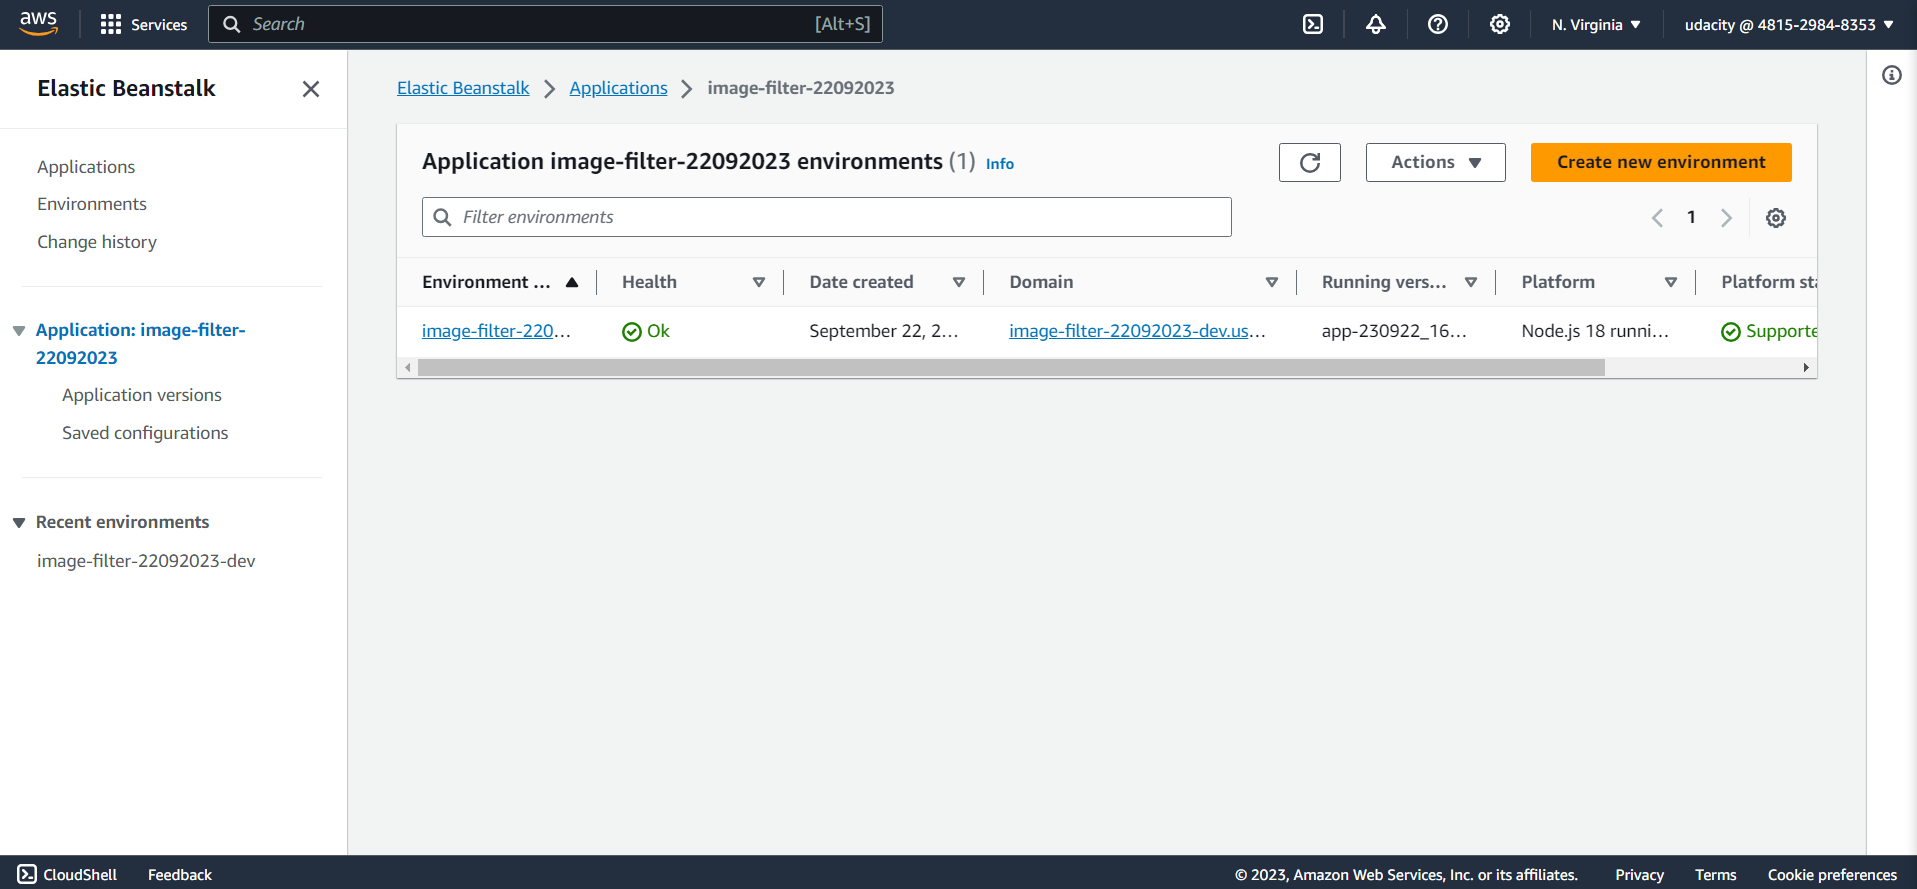 aws
Services
Search
[Alt+S]
N. Virginia
udacity @ 4815-2984-8353
Elastic Beanstalk
Applications
Environments
Change history
Application: image-filter-
22092023
Application versions
Saved configurations
Recent environments
image-filter-22092023-dev
Elastic Beanstalk
Applications
image-filter-22092023
Application image-filter-22092023 environments (1) Info
Actions
Create new environment
Filter environments
1
Environment ...
Health
Date created
Domain
Running vers...
Platform
Platform sta
image-filter-220...
Ok
September 22, 2...
image-filter-22092023-dev.us...
app-230922_16...
Node.js 18 runni...
Supporte
CloudShell
Feedback
© 2023, Amazon Web Services, Inc. or its affiliates.
Privacy
Terms
Cookie preferences